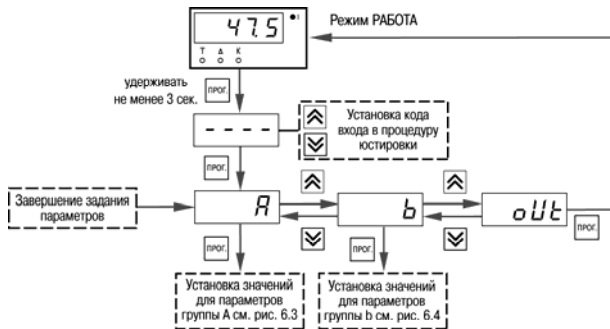 47.5
● I
Т Δ К
Режим РАБОТА
удерживать
не менее 3 сек.
ПРОГ.
- - - -
Установка кода
входа в процедуру
юстировки
ПРОГ.
Завершение задания
параметров
A
b
oUt
ПРОГ.
ПРОГ.
ПРОГ.
Установка значений
для параметров
группы А см. рис. 6.3
Установка значений
для параметров
группы b см. рис. 6.4